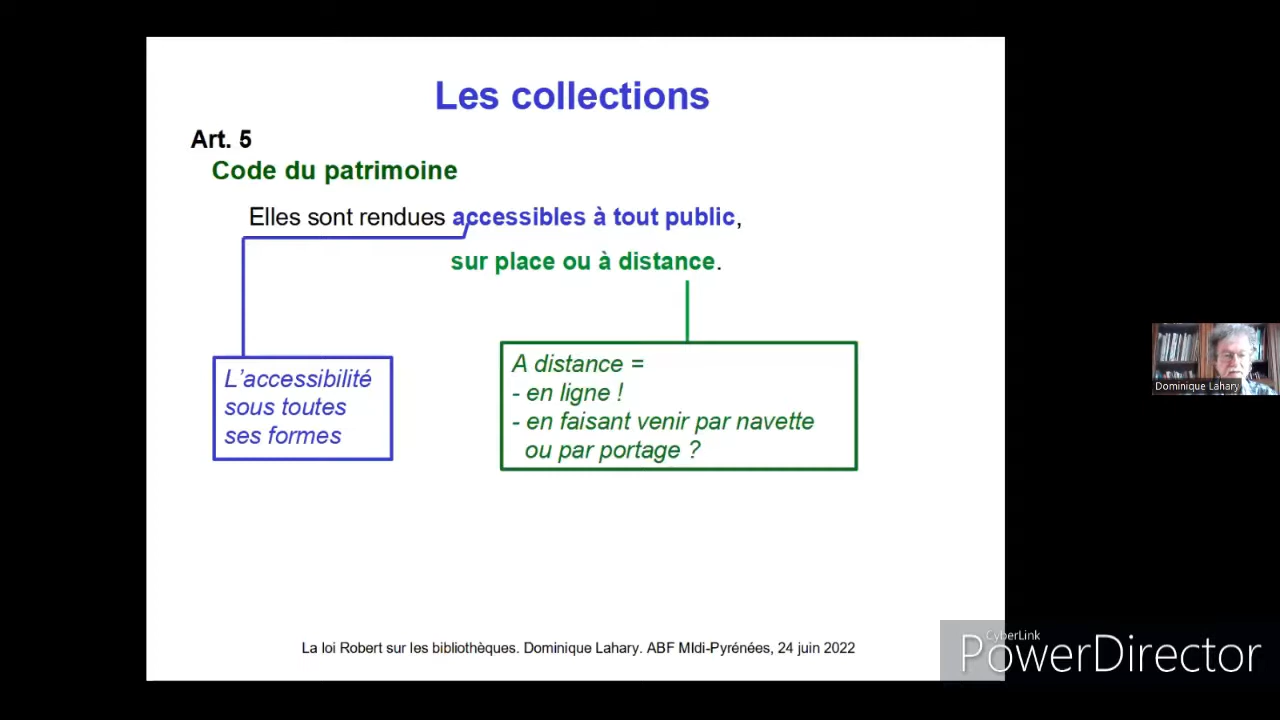 Les collections
Art. 5
Code du patrimoine
Elles sont rendues accessibles à tout public,
sur place ou à distance.
L'accessibilité
sous toutes
ses formes
A distance =
- en ligne !
- en faisant venir par navette
ou par portage ?
Dominique Lahary
La loi Robert sur les bibliothèques. Dominique Lahary. ABF MIdi-Pyrénées, 24 juin 2022
CyberLink
PowerDirector